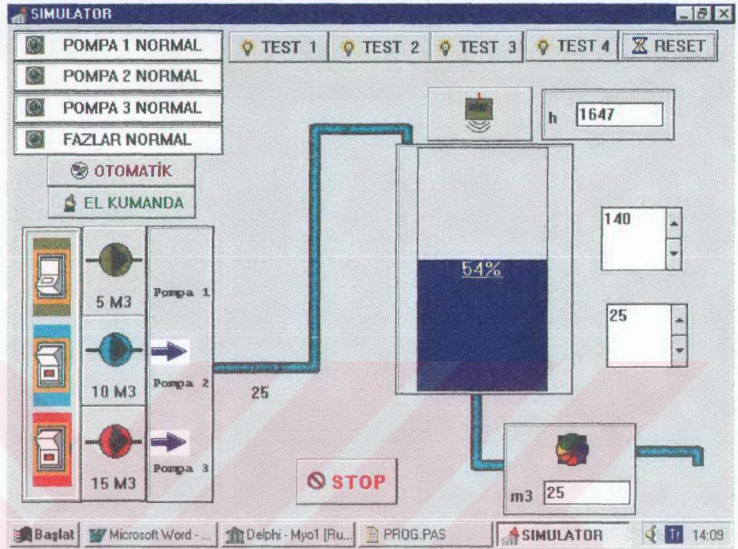 SIMULATOR
POMPA 1 NORMAL
POMPA 2 NORMAL
POMPA 3 NORMAL
FAZLAR NORMAL
TEST 1
TEST 2
TEST 3
TEST 4
RESET
OTOMATİK
EL KUMANDA
h 1647
140
54%
25
5 M3
Pompa 1
10 M3
Pompa 2
15 M3
Pompa 3
25
STOP
m3 25
Başlat
Microsoft Word - ...
Delphi - Myo1 [Ru...
PROG.PAS
SIMULATOR
Tr
14:09